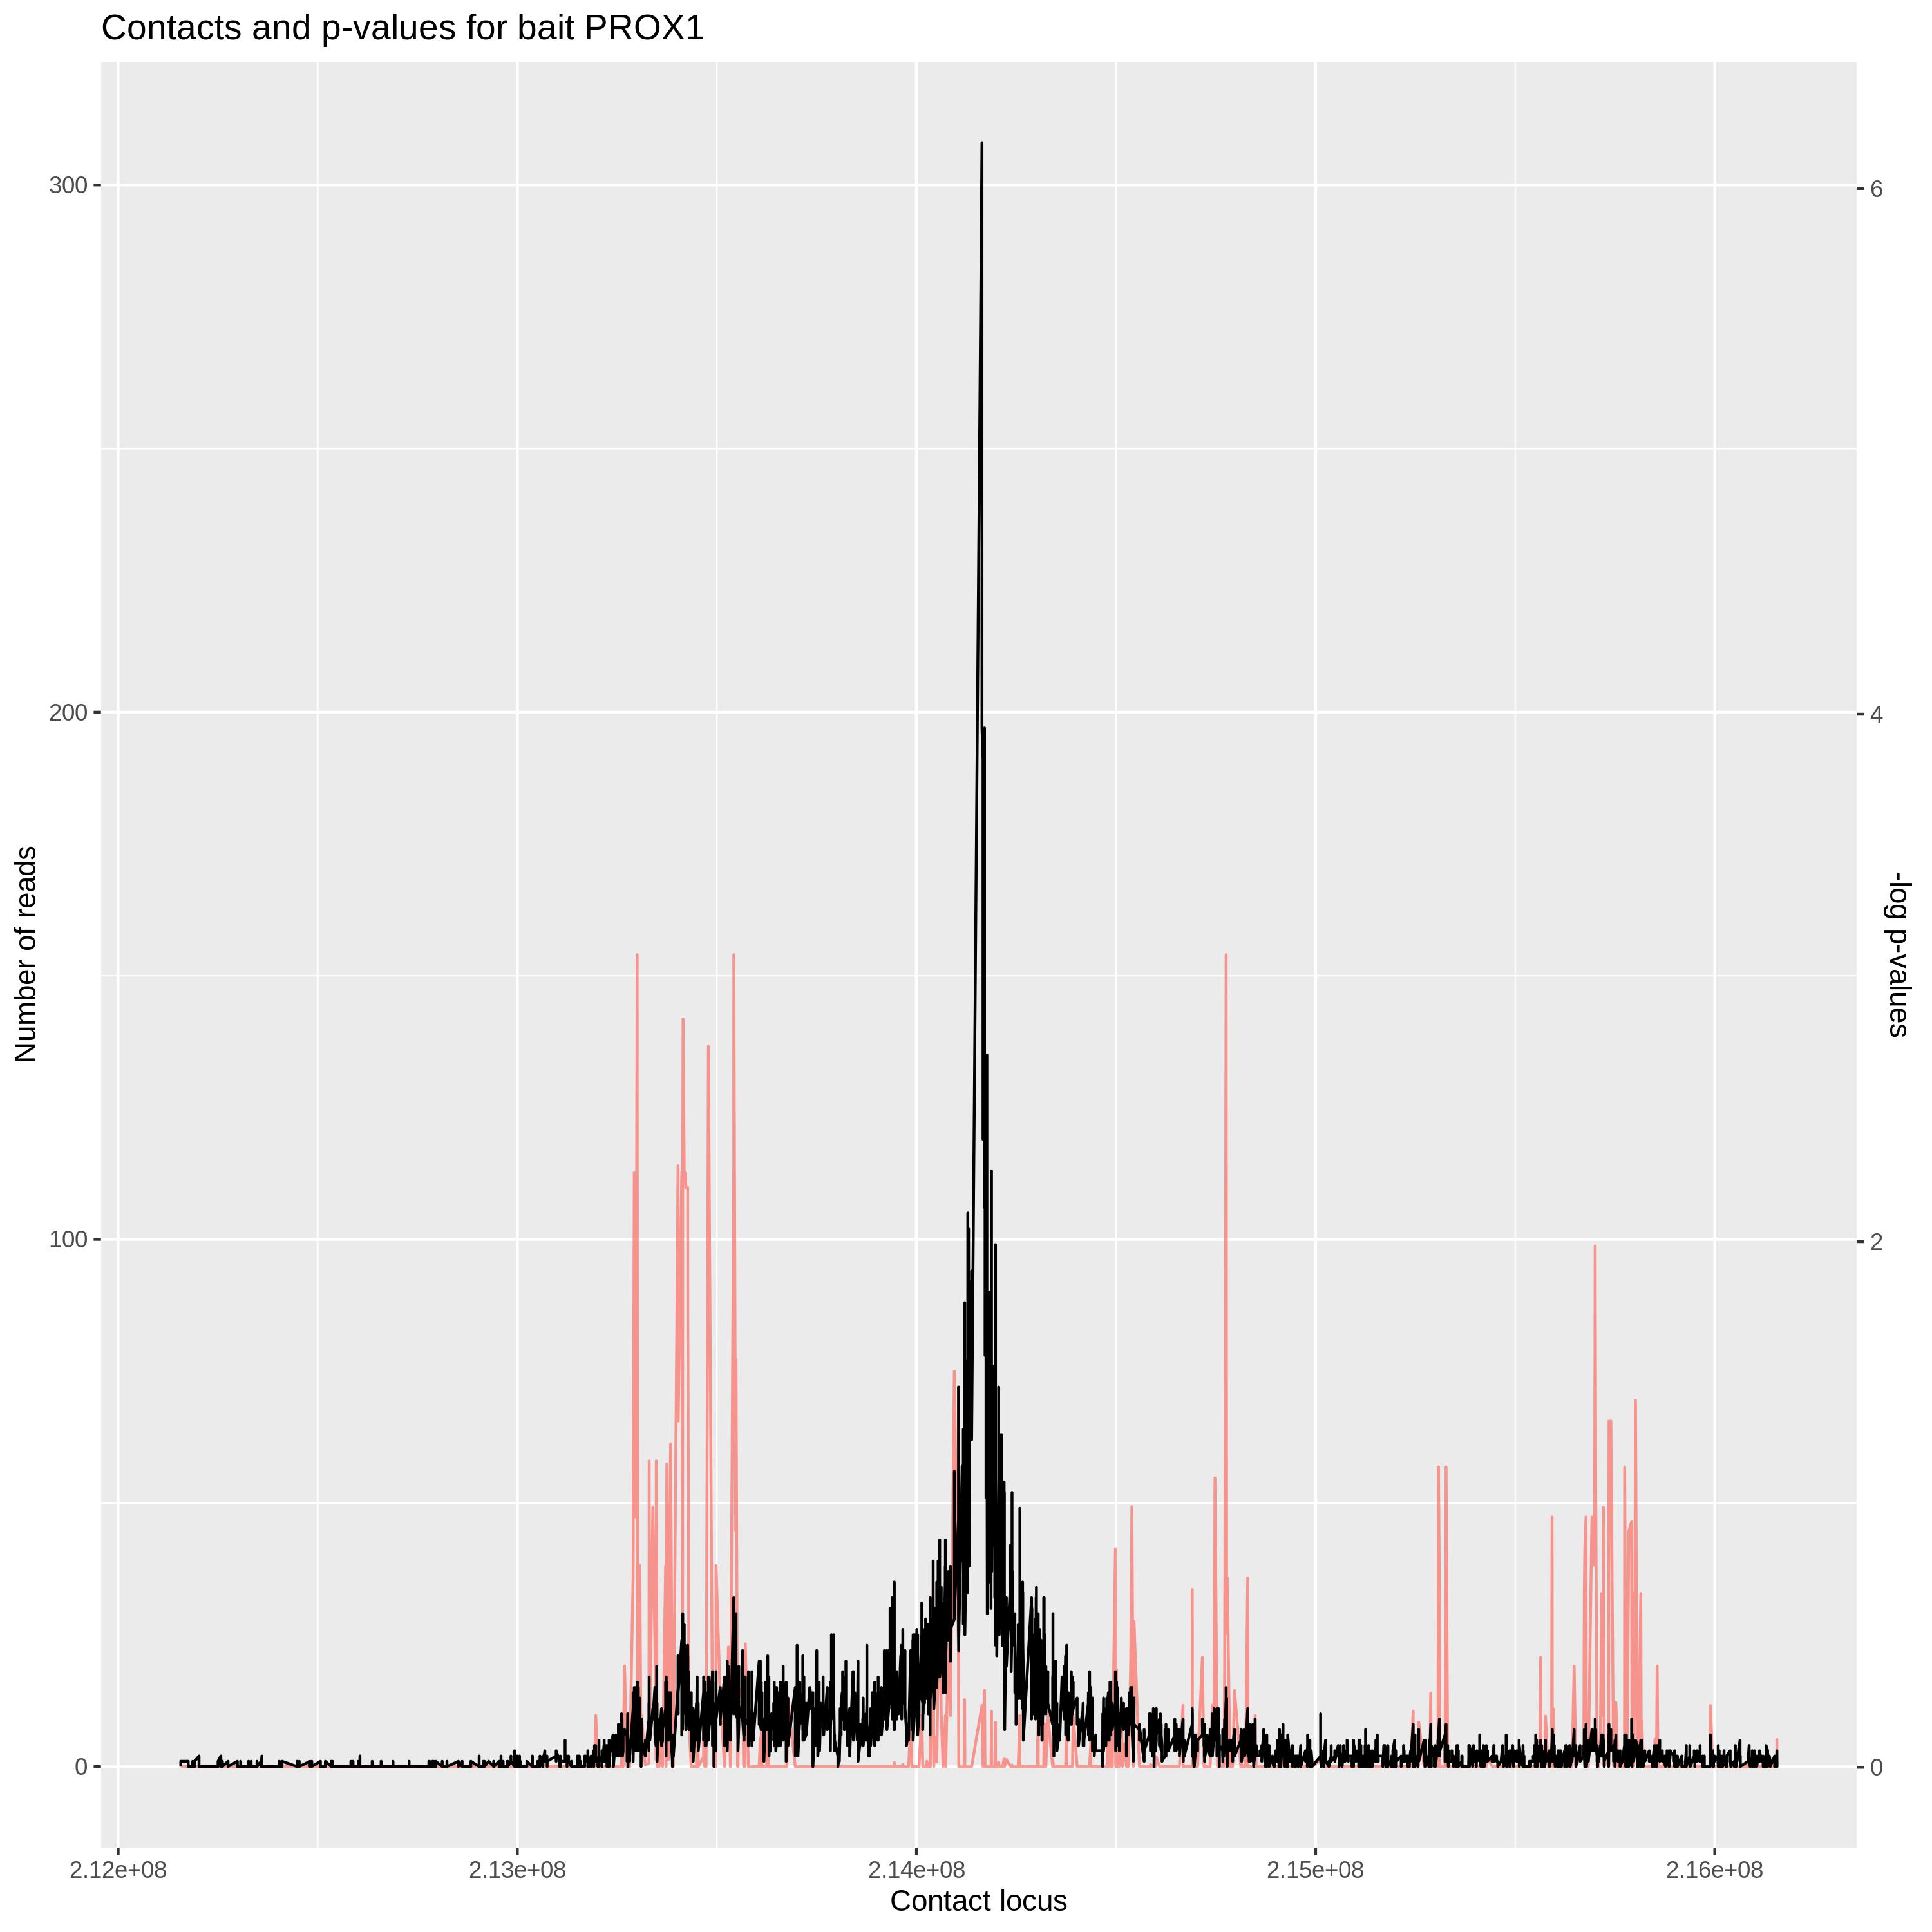 Contacts and p-values for bait PROX1
Number of reads
300
200
100
0
6
4
2
0
-log p-values
2.12e+08 2.13e+08 2.14e+08 2.15e+08 2.16e+08
Contact locus